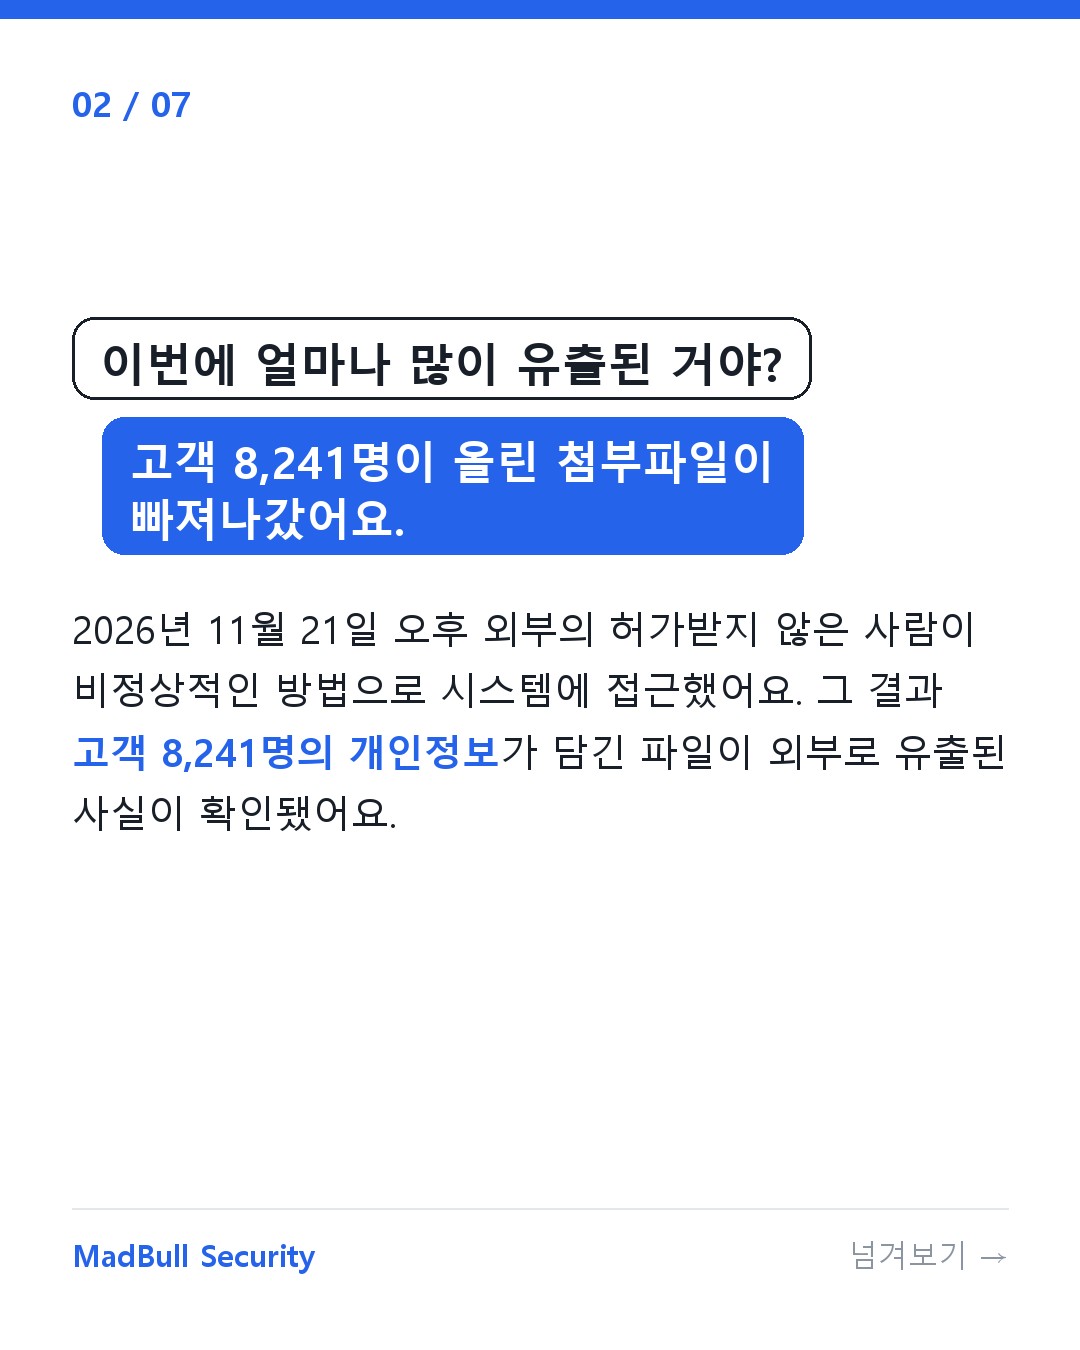 02 / 07
이번에 얼마나 많이 유출된 거야?
고객 8,241명이 올린 첨부파일이
빠져나갔어요.
2026년 11월 21일 오후 외부의 허가받지 않은 사람이
비정상적인 방법으로 시스템에 접근했어요. 그 결과
고객 8,241명의 개인정보가 담긴 파일이 외부로 유출된
사실이 확인됐어요.
MadBull Security
넘겨보기 →